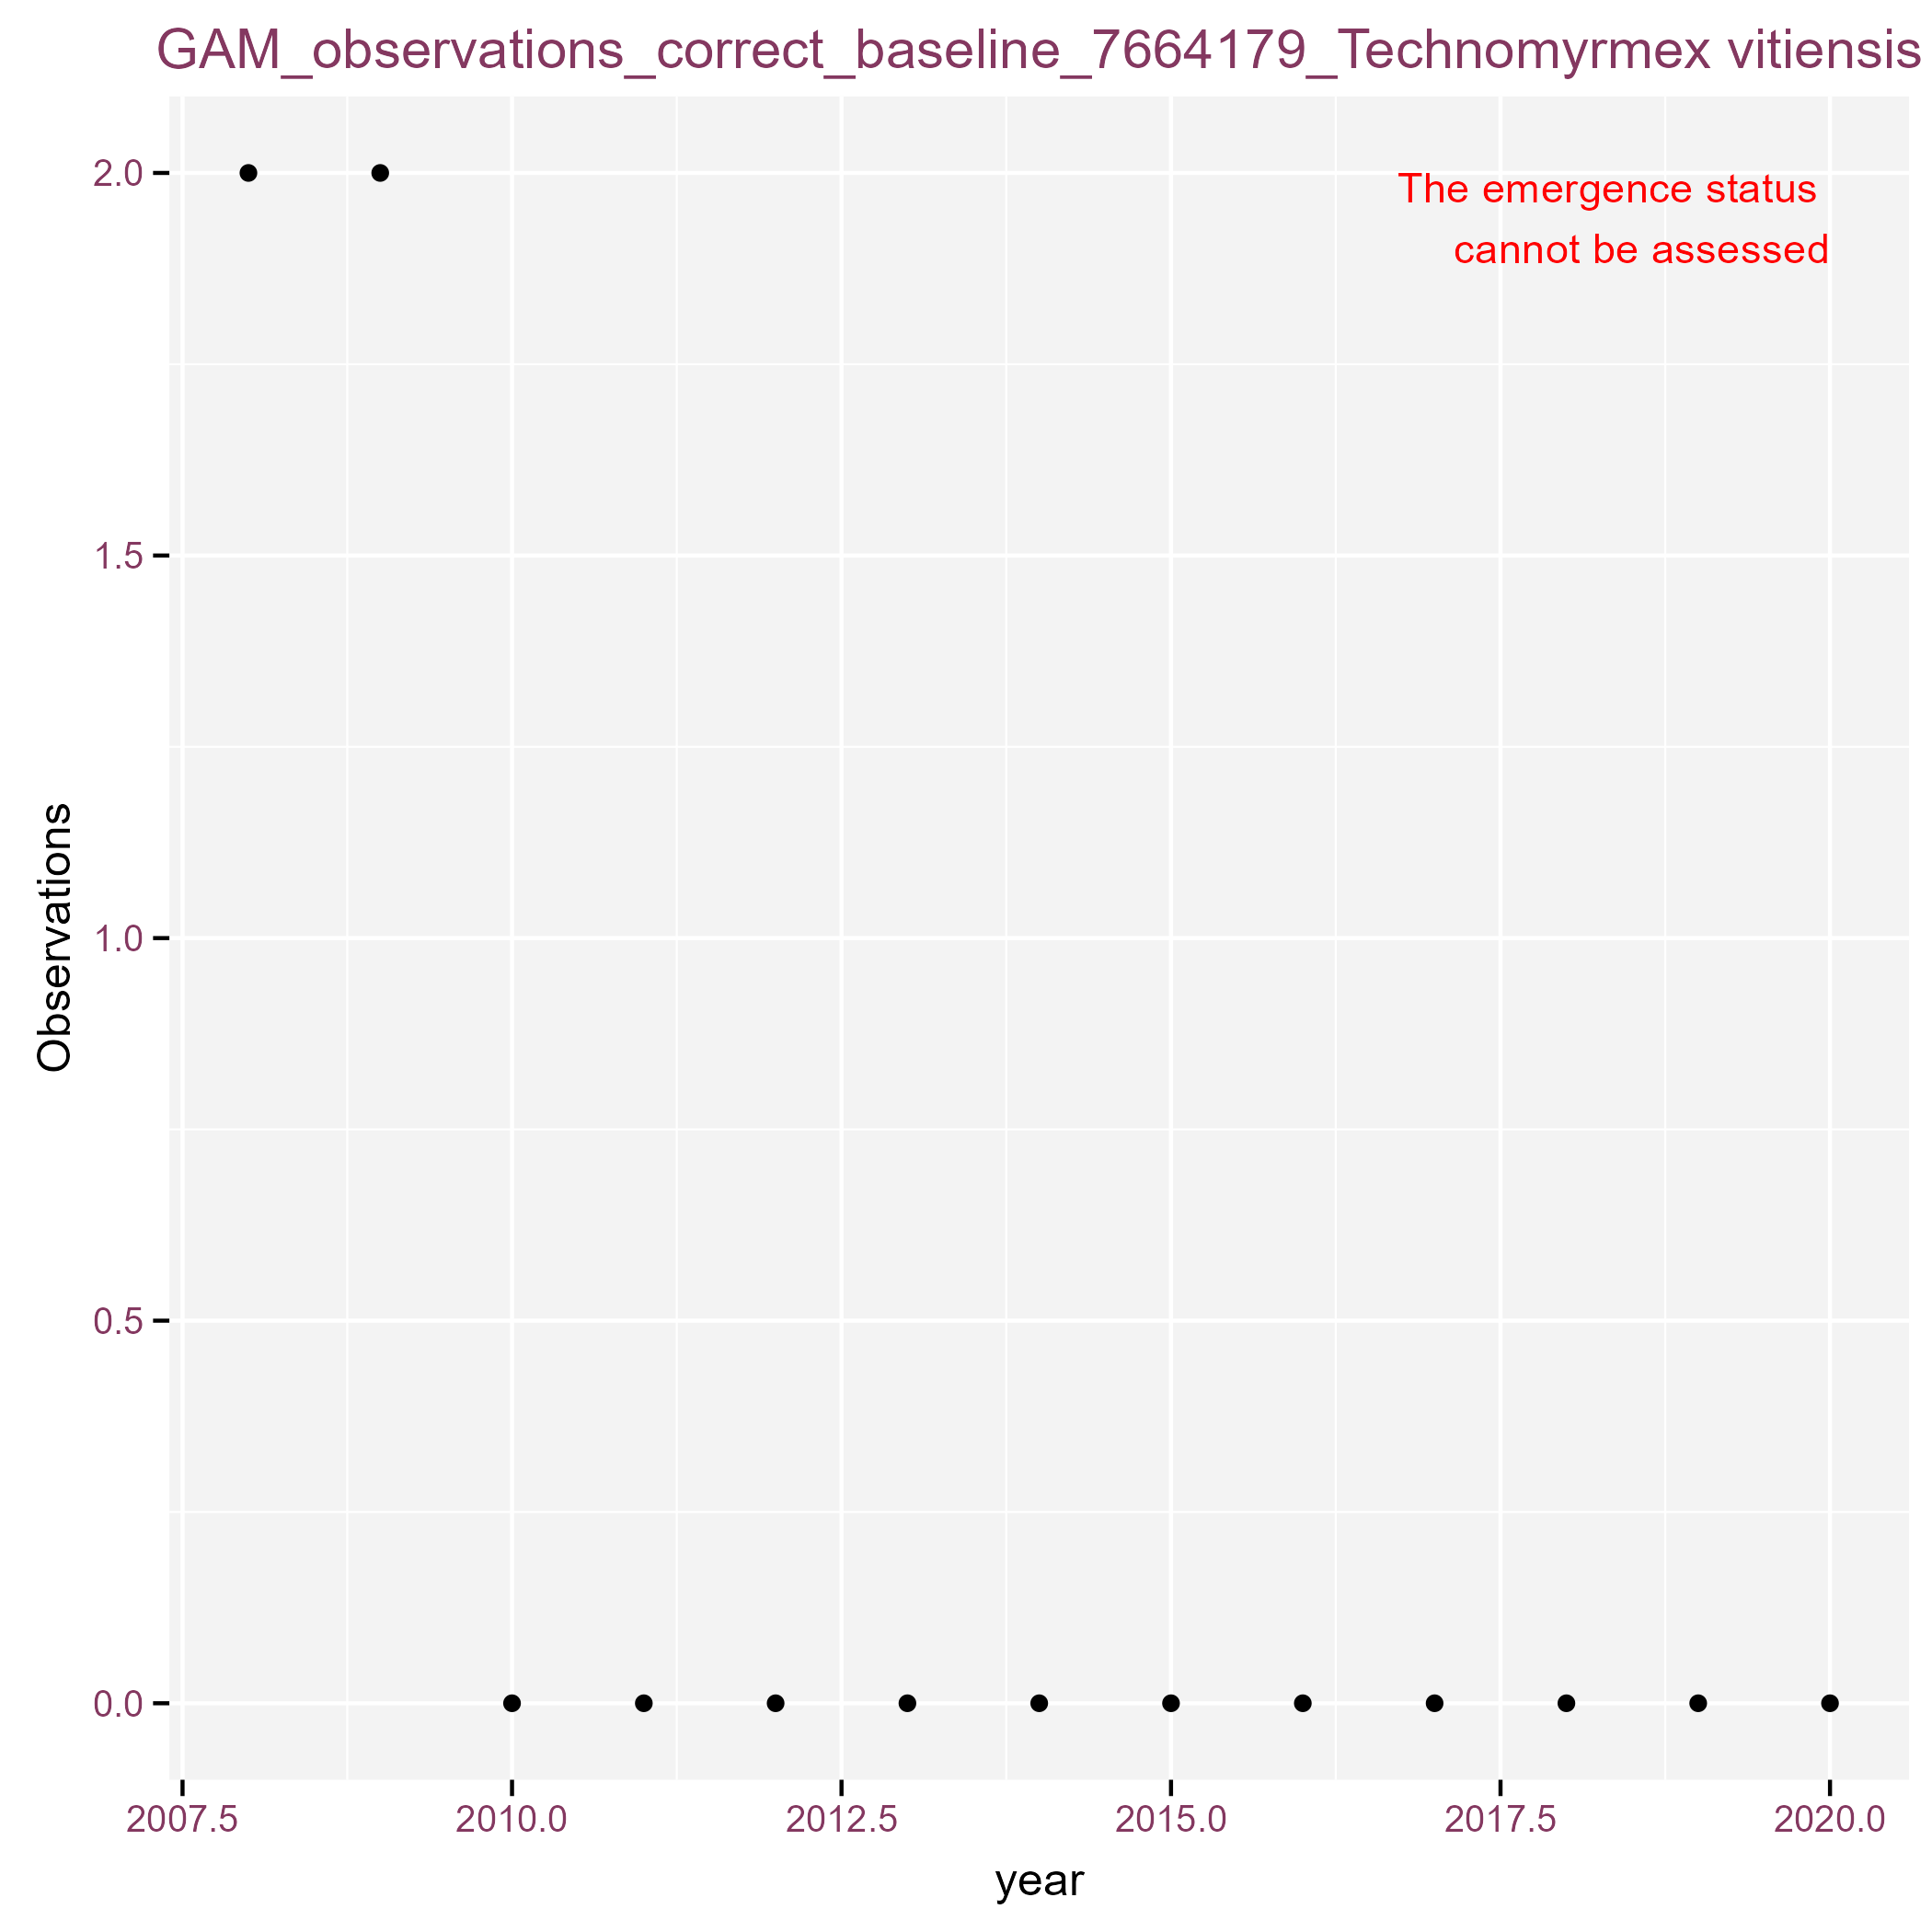 GAM_observations_correct_baseline_7664179_Technomyrmex vitiensis
The emergence status
cannot be assessed
2.0
1.5
1.0
0.5
0.0
Observations
2007.5 2010.0 2012.5 2015.0 2017.5 2020.0
year